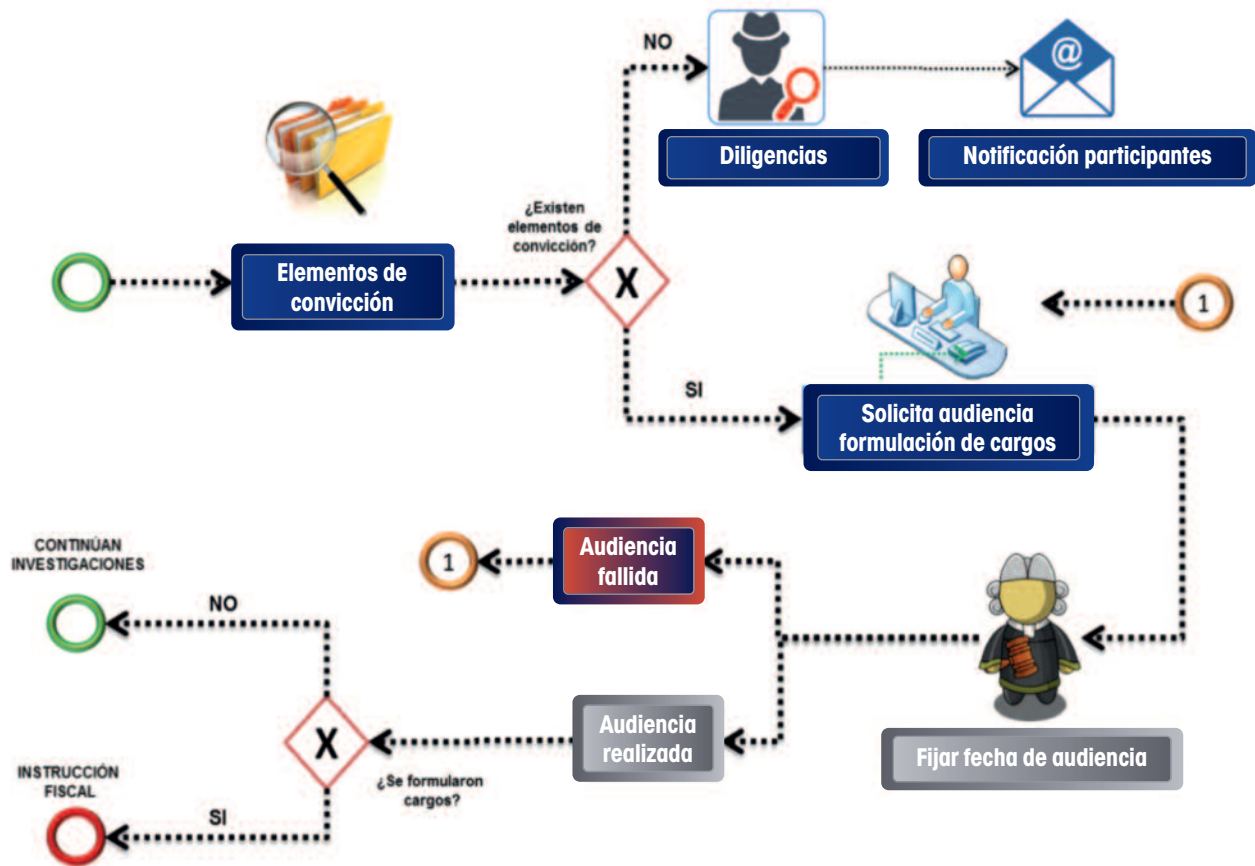 NO
@
Diligencias
Notificación participantes
¿Existen
elementos de
convicción?
Elementos de
convicción
X
1
SI
Solicita audiencia
formulación de cargos
Audiencia
fallida
1
CONTINÚAN
INVESTIGACIONES
NO
Audiencia
realizada
X
Fijar fecha de audiencia
¿Se formularon
cargos?
INSTRUCCIÓN
FISCAL
SI